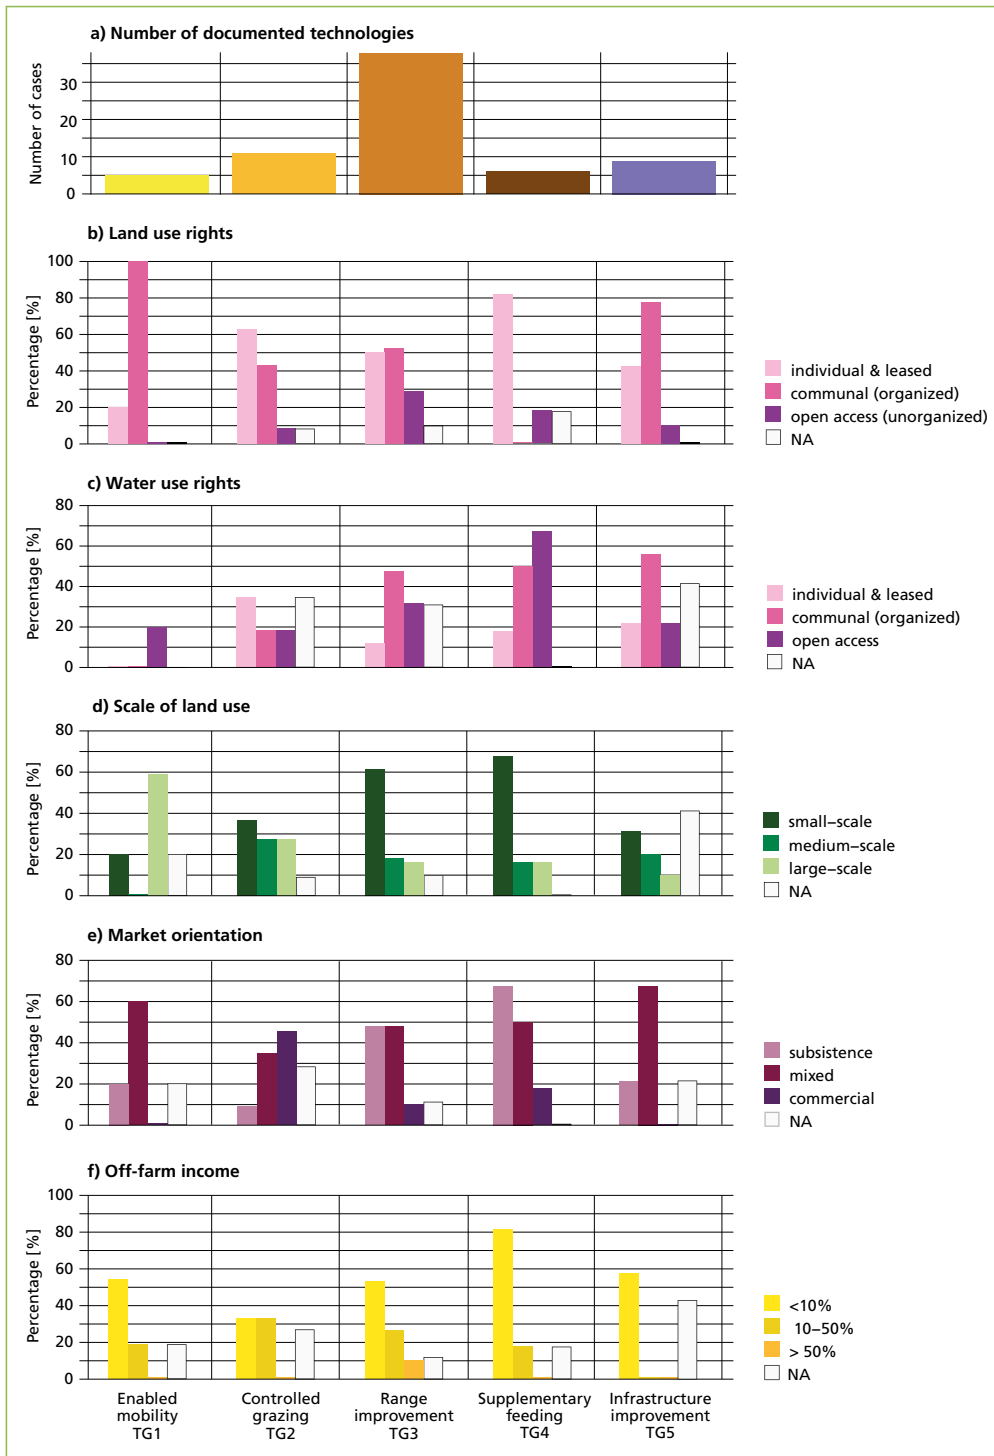 a) Number of documented technologies
Number of cases
30
20
10
0
b) Land use rights
Percentage [%]
100
80
60
40
20
0
individual & leased
communal (organized)
open access (unorganized)
NA
c) Water use rights
Percentage [%]
80
60
40
20
0
individual & leased
communal (organized)
open access
NA
d) Scale of land use
Percentage [%]
80
60
40
20
0
small–scale
medium–scale
large–scale
NA
e) Market orientation
Percentage [%]
80
60
40
20
0
subsistence
mixed
commercial
NA
f) Off-farm income
Percentage [%]
100
80
60
40
20
0
<10%
10–50%
> 50%
NA
Enabled
mobility
TG1
Controlled
grazing
TG2
Range
improvement
TG3
Supplementary
feeding
TG4
Infrastructure
improvement
TG5